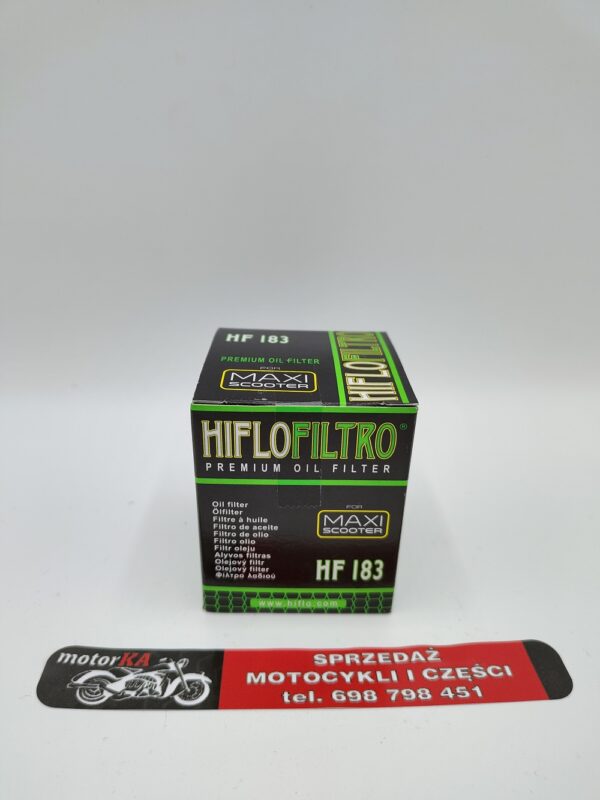 HF 183
PREMIUM OIL FILTER
FOR
MAXI
SCOOTER
HIFLOFILTRO
HIFLOFILTRO®
PREMIUM OIL FILTER
Oil filter
Ölfilter
Filtre à huile
Filtro de aceite
Filtro de olio
Filtro olio
Filtr oleju
Alyvos filtras
Olejový filtr
Olejový filter
Φίλτρο λαδιού
FOR
MAXI
SCOOTER
HF 183
www.hiflo.com
motorKA
SPRZEDAŻ
MOTOCYKLI I CZĘŚCI
tel. 698 798 451